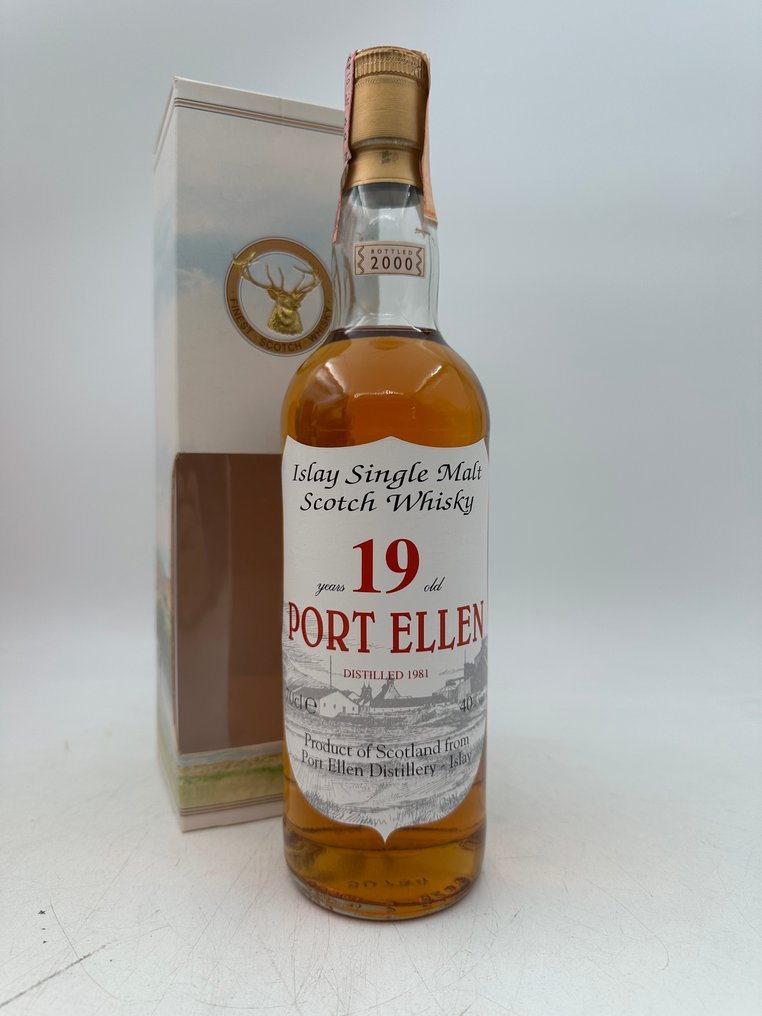 FINEST SCOTCH WHISKY
BOTTLED
2000
Islay Single Malt
Scotch Whisky
years 19 old
PORT ELLEN
DISTILLED 1981
70cl e 40%
Product of Scotland from
Port Ellen Distillery - Islay